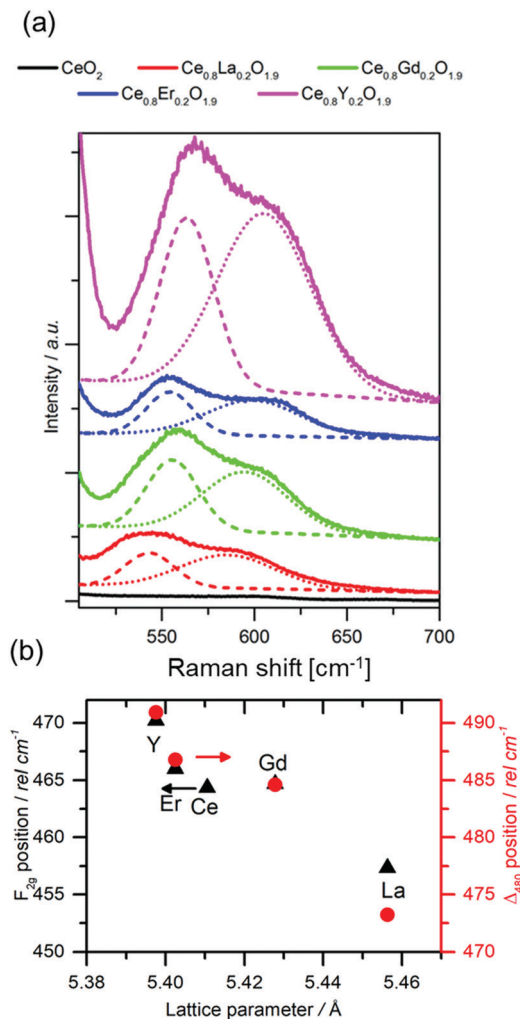 (a)
CeO₂ Ce₀.₈La₀.₂O₁.₉ Ce₀.₈Gd₀.₂O₁.₉
Ce₀.₈Er₀.₂O₁.₉ Ce₀.₈Y₀.₂O₁.₉
Intensity / a.u.
550 600 650 700
Raman shift [cm⁻¹]
(b)
F₂g position / rel cm⁻¹
470
465
460
455
450
Y
Er
Ce
Gd
La
490
485
480
475
470
Δ₄₈₀ position / rel cm⁻¹
5.38 5.40 5.42 5.44 5.46
Lattice parameter / Å